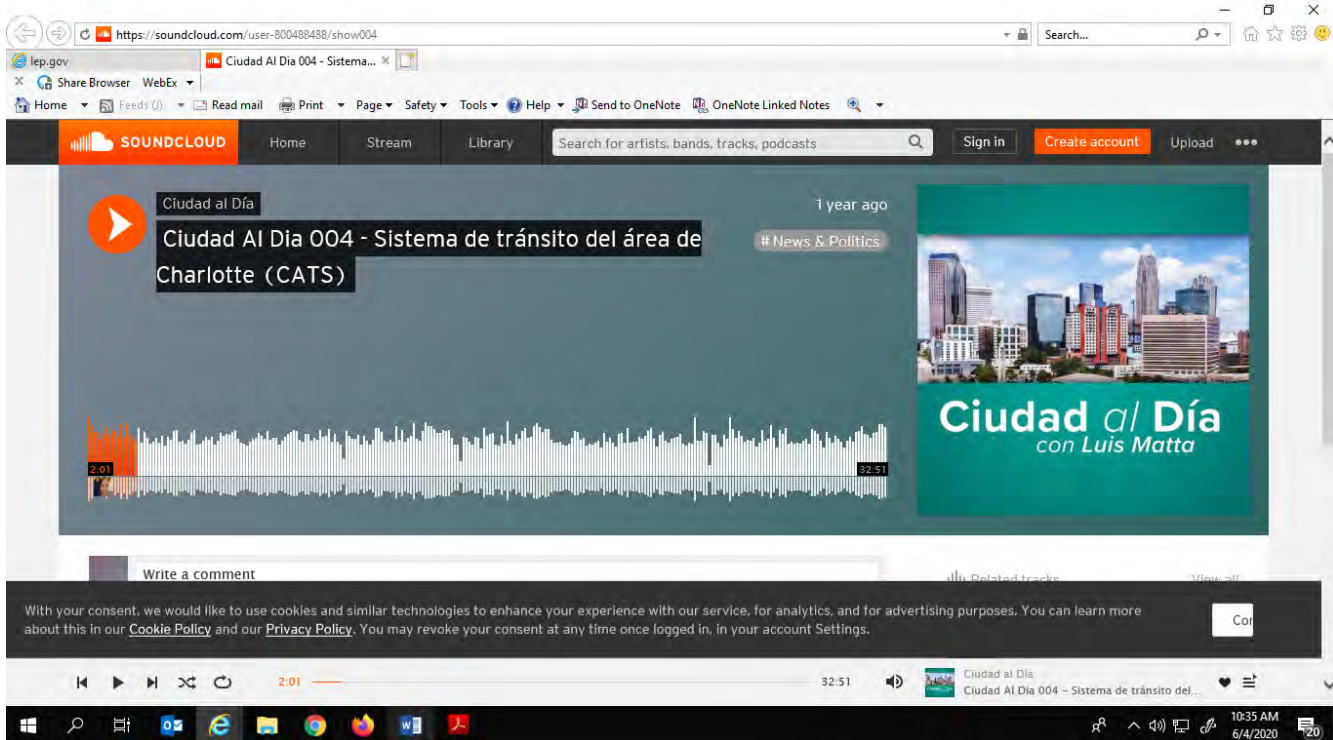 https://soundcloud.com/user-800488488/show004
Search...
lep.gov
Ciudad Al Dia 004 - Sistema...
Share Browser WebEx
Home Feeds (J) Read mail Print Page Safety Tools Help Send to OneNote OneNote Linked Notes
SOUNDCLOUD Home Stream Library Search for artists, bands, tracks, podcasts Sign in Create account Upload
Ciudad al Día
1 year ago
Ciudad Al Dia 004 - Sistema de tránsito del área de
Charlotte (CATS)
# News & Politics
Ciudad al Día
con Luis Matta
2:01 32:51
Write a comment
Related tracks View all
With your consent, we would like to use cookies and similar technologies to enhance your experience with our service, for analytics, and for advertising purposes. You can learn more
about this in our Cookie Policy and our Privacy Policy. You may revoke your consent at any time once logged in, in your account Settings.
Cor
2:01 32:51
Ciudad al Día
Ciudad Al Dia 004 – Sistema de tránsito del...
10:35 AM
6/4/2020
20